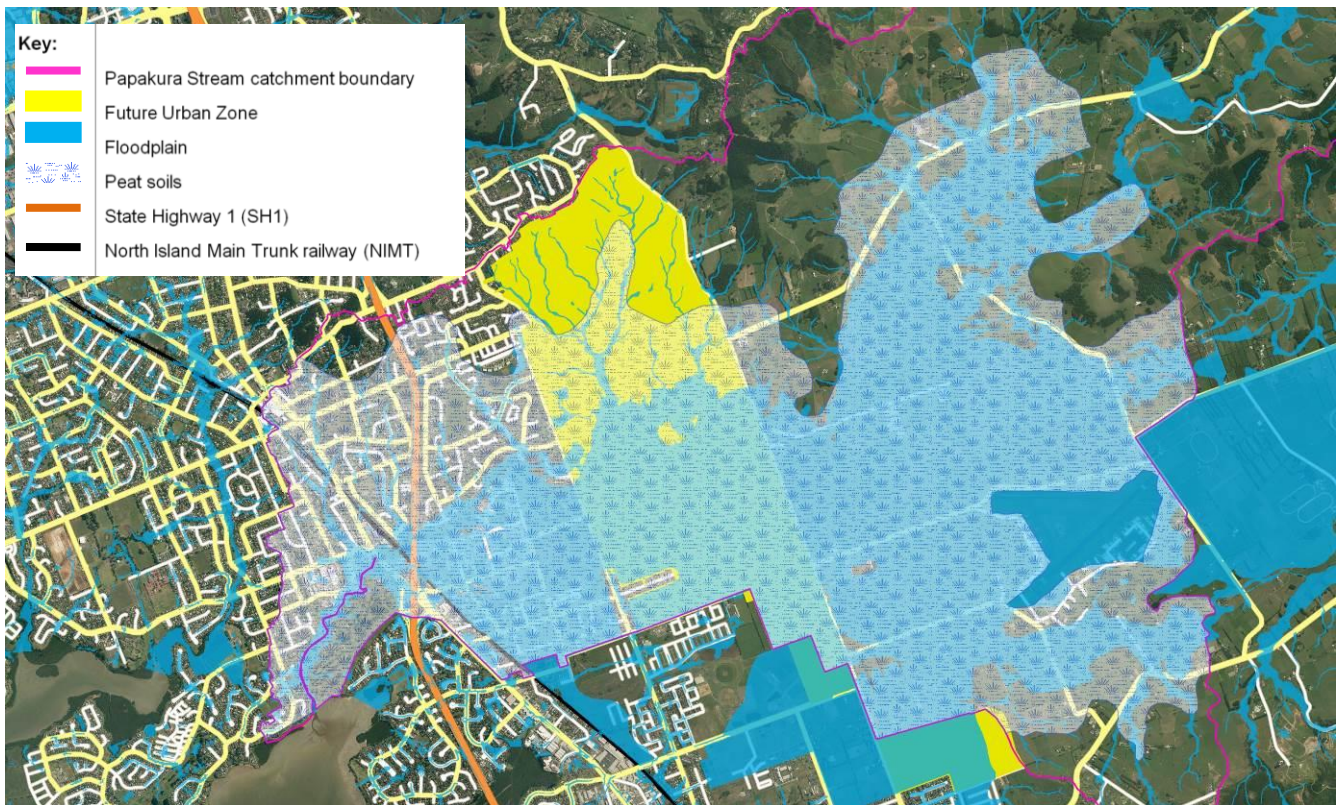 Key:
Papakura Stream catchment boundary
Future Urban Zone
Floodplain
Peat soils
State Highway 1 (SH1)
North Island Main Trunk railway (NIMT)